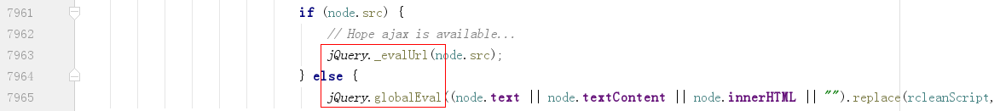 7961 if (node.src) {
7962 // Hope ajax is available...
7963 jQuery._evalUrl(node.src);
7964 } else {
7965 jQuery.globalEval((node.text || node.textContent || node.innerHTML || "").replace(rcleanScript,